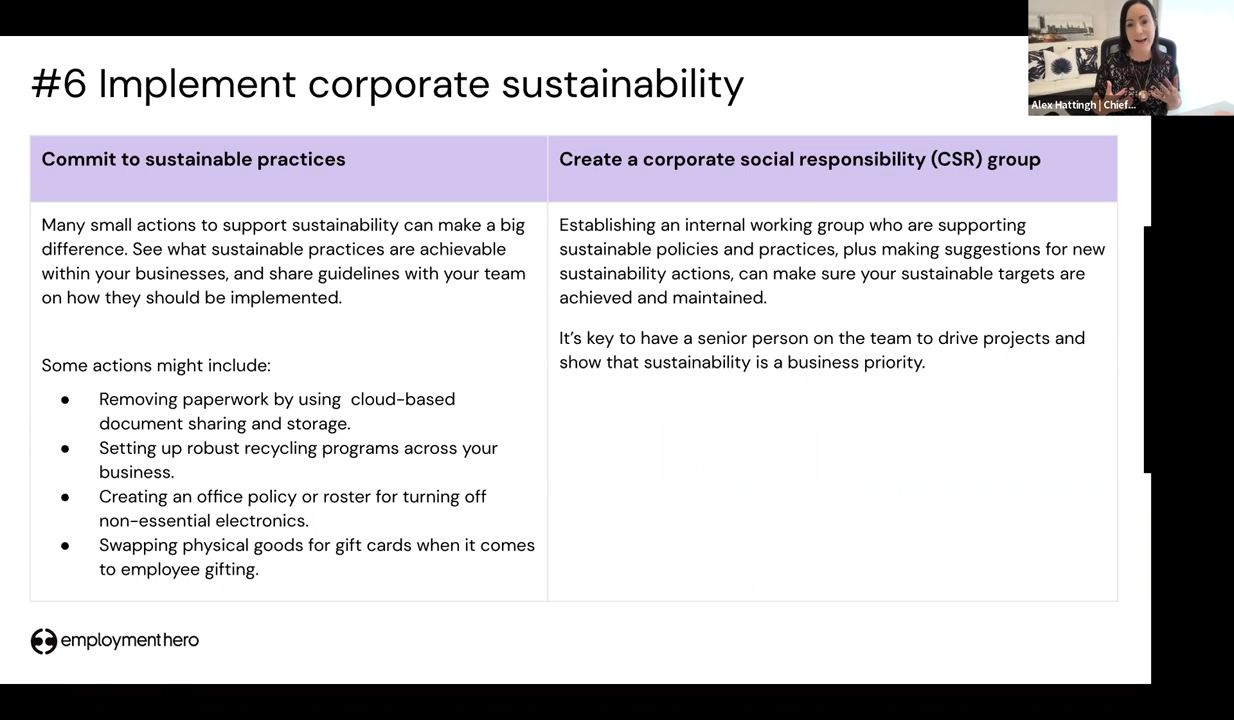 #6 Implement corporate sustainability
Alex Hattingh | Chief...
Commit to sustainable practices
Many small actions to support sustainability can make a big
difference. See what sustainable practices are achievable
within your businesses, and share guidelines with your team
on how they should be implemented.
Some actions might include:
● Removing paperwork by using cloud-based
document sharing and storage.
● Setting up robust recycling programs across your
business.
● Creating an office policy or roster for turning off
non-essential electronics.
● Swapping physical goods for gift cards when it comes
to employee gifting.
Create a corporate social responsibility (CSR) group
Establishing an internal working group who are supporting
sustainable policies and practices, plus making suggestions for new
sustainability actions, can make sure your sustainable targets are
achieved and maintained.
It’s key to have a senior person on the team to drive projects and
show that sustainability is a business priority.
employmenthero